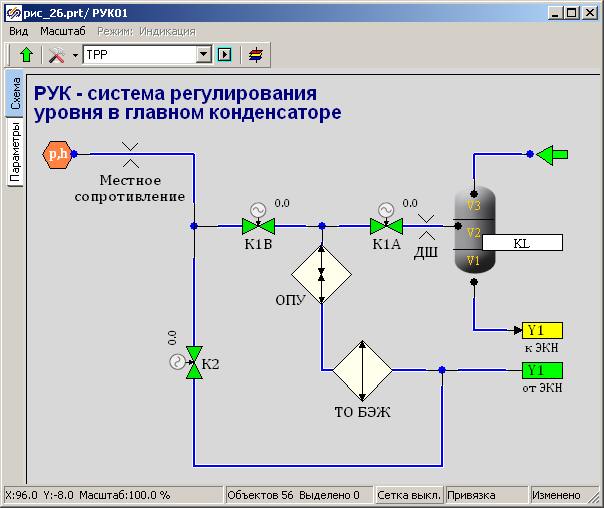 рис_26.prt/ РУК01
Вид Масштаб Режим: Индикация
TPP
Схема
Параметры
РУК - система регулирования
уровня в главном конденсаторе
p,h
Местное
сопротивление
0.0
0.0
K1B
K1A
ДШ
V3
V2
V1
KL
ОПУ
0.0
K2
ТО БЭЖ
Y1
к ЭКН
Y1
от ЭКН
X:96.0 Y:-8.0 Масштаб:100.0 % Объектов 56 Выделено 0 Сетка выкл. Привязка Изменено